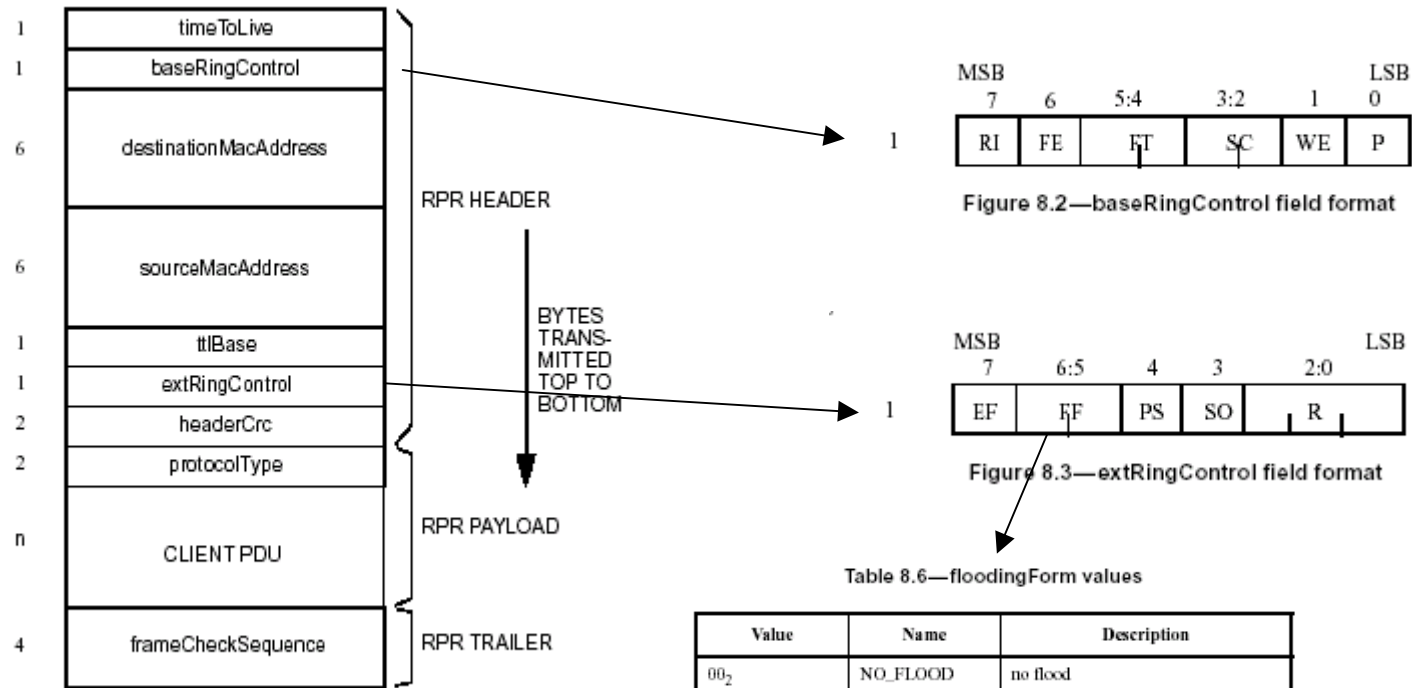 1 timeToLive
1 baseRingControl
6 destinationMacAddress
6 sourceMacAddress
1 ttlBase
1 extRingControl
2 headerCrc
2 protocolType
n CLIENT PDU
4 frameCheckSequence
RPR HEADER
BYTES
TRANS-
MITTED
TOP TO
BOTTOM
RPR PAYLOAD
RPR TRAILER
MSB LSB
7 6 5:4 3:2 1 0
1 RI FE FT SC WE P
Figure 8.2—baseRingControl field format
MSB LSB
7 6:5 4 3 2:0
1 EF FF PS SO R
Figure 8.3—extRingControl field format
Table 8.6—floodingForm values
Value Name Description
00₂ NO_FLOOD no flood